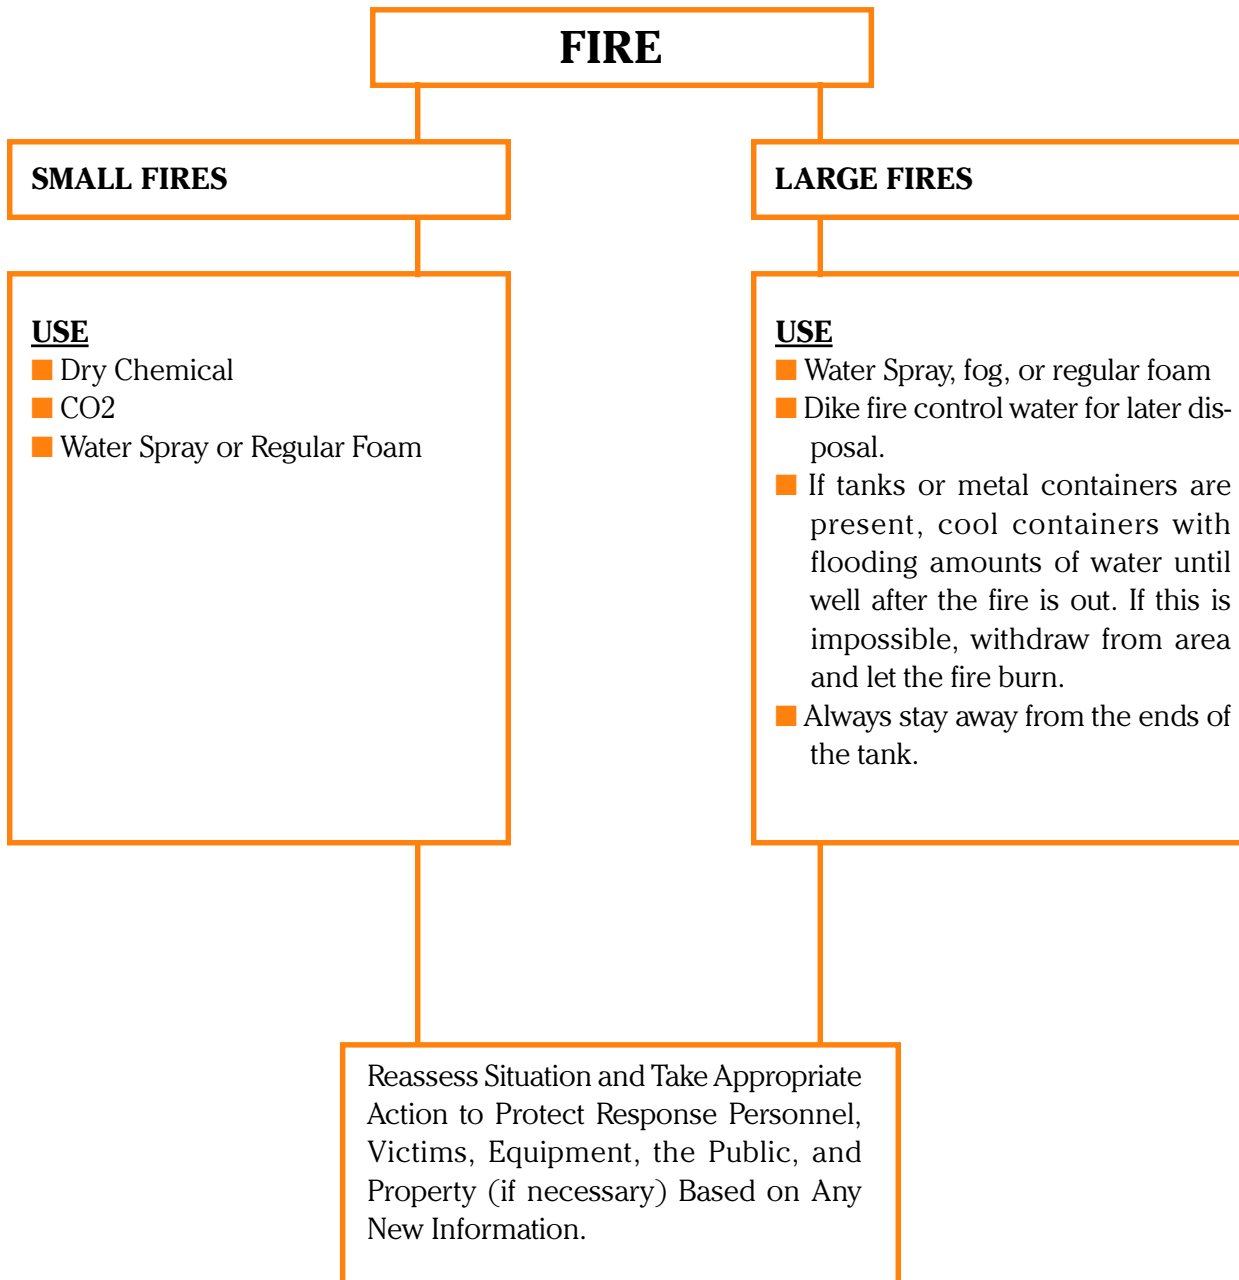 FIRE
SMALL FIRES
USE
Dry Chemical
CO2
Water Spray or Regular Foam
LARGE FIRES
USE
Water Spray, fog, or regular foam
Dike fire control water for later dis-
posal.
If tanks or metal containers are
present, cool containers with
flooding amounts of water until
well after the fire is out. If this is
impossible, withdraw from area
and let the fire burn.
Always stay away from the ends of
the tank.
Reassess Situation and Take Appropriate
Action to Protect Response Personnel,
Victims, Equipment, the Public, and
Property (if necessary) Based on Any
New Information.